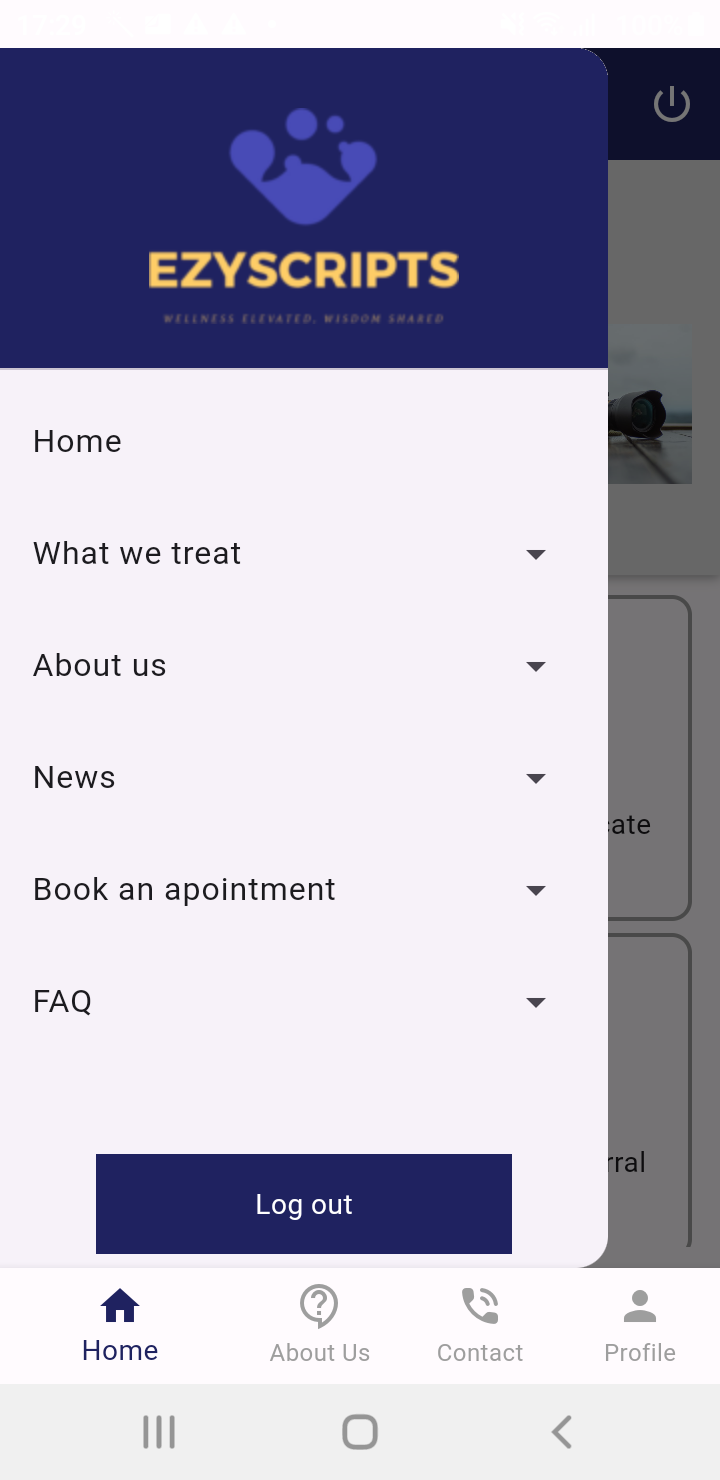 EZYSCRIPTS
WELLNESS ELEVATED. WISDOM SHARED
Home
What we treat
About us
News
cate
Book an apointment
FAQ
rral
Log out
Home
About Us
Contact
Profile